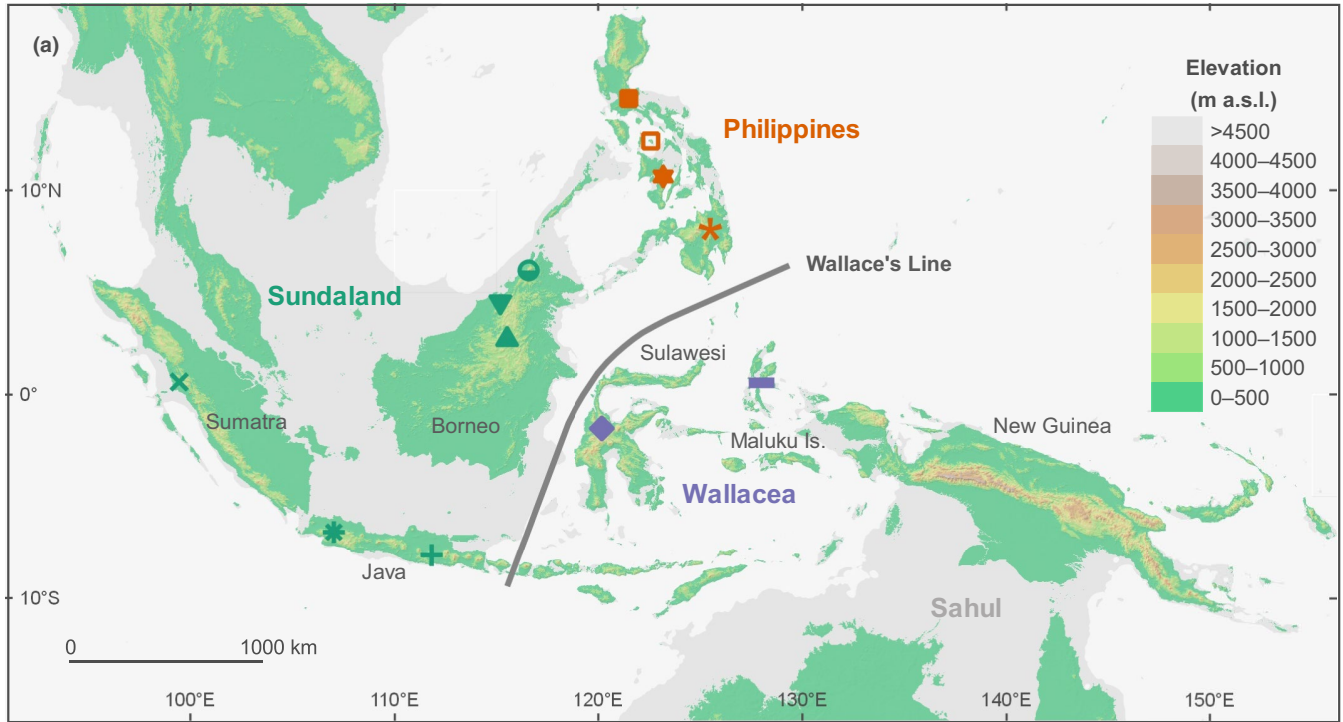 (a)
Elevation
(m a.s.l.)
>4500
4000–4500
3500–4000
3000–3500
2500–3000
2000–2500
1500–2000
1000–1500
500–1000
0–500
Philippines
10°N
Wallace's Line
Sundaland
Sulawesi
0°
Sumatra
Borneo
Maluku Is.
New Guinea
Wallacea
Java
10°S
Sahul
0 1000 km
100°E 110°E 120°E 130°E 140°E 150°E